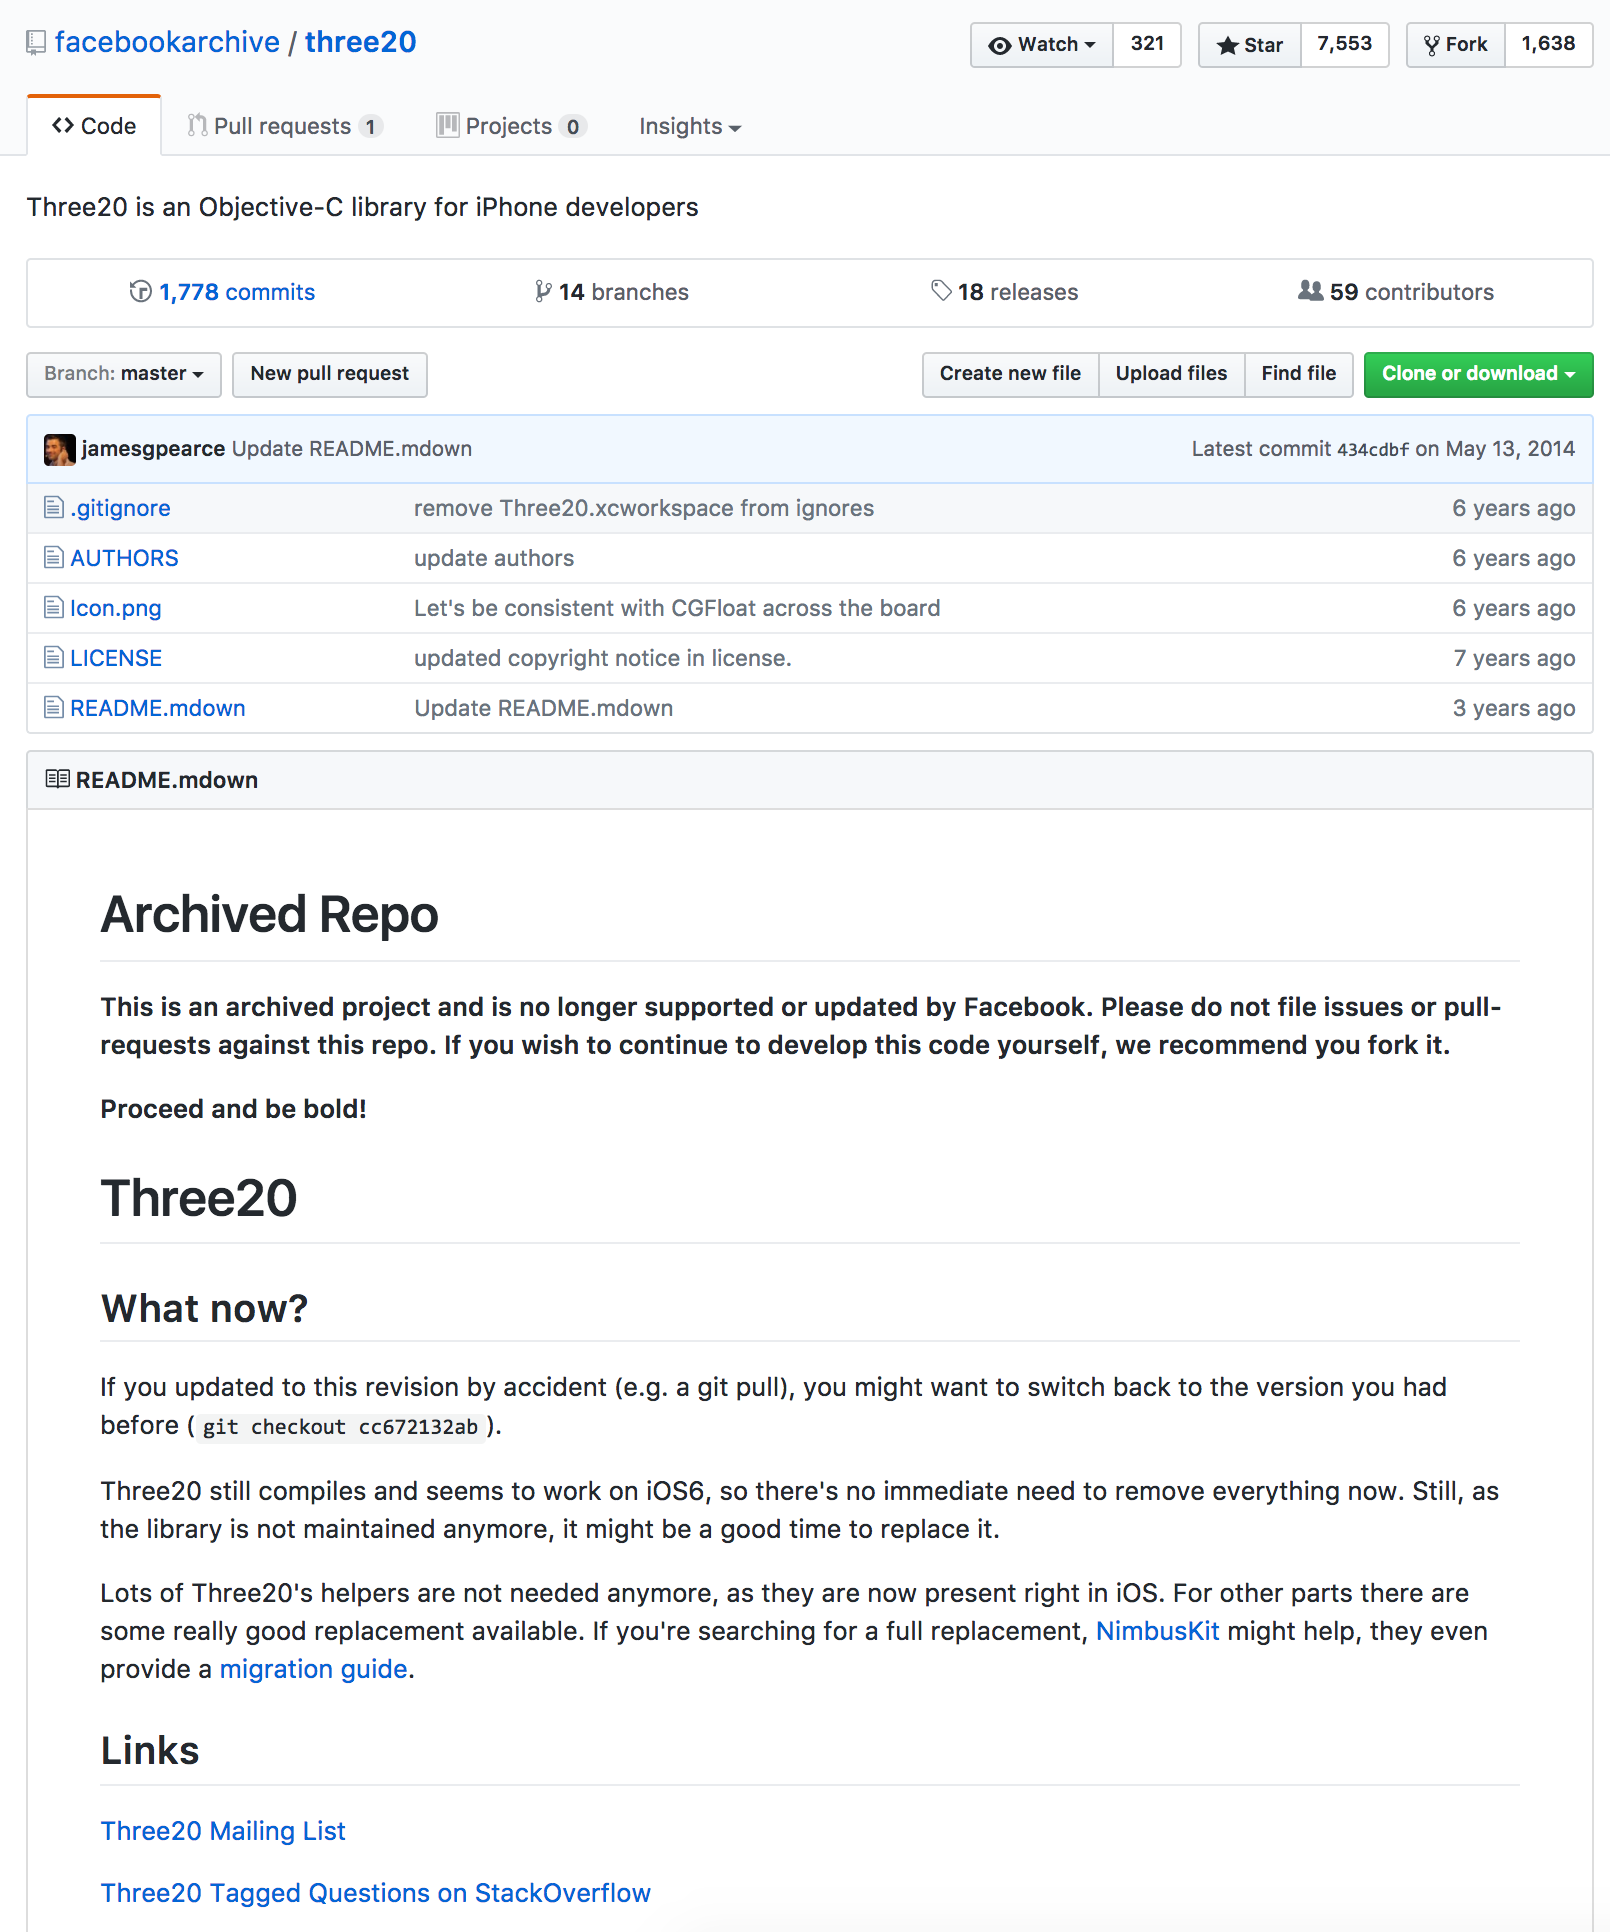 facebookarchive / three20
Watch 321 Star 7,553 Fork 1,638
Code Pull requests 1 Projects 0 Insights
Three20 is an Objective-C library for iPhone developers
1,778 commits 14 branches 18 releases 59 contributors
Branch: master New pull request Create new file Upload files Find file Clone or download
jamesgpearce Update README.mdown Latest commit 434cdbf on May 13, 2014
.gitignore remove Three20.xcworkspace from ignores 6 years ago
AUTHORS update authors 6 years ago
Icon.png Let's be consistent with CGFloat across the board 6 years ago
LICENSE updated copyright notice in license. 7 years ago
README.mdown Update README.mdown 3 years ago
README.mdown
Archived Repo
This is an archived project and is no longer supported or updated by Facebook. Please do not file issues or pull-
requests against this repo. If you wish to continue to develop this code yourself, we recommend you fork it.
Proceed and be bold!
Three20
What now?
If you updated to this revision by accident (e.g. a git pull), you might want to switch back to the version you had
before ( git checkout cc672132ab ).
Three20 still compiles and seems to work on iOS6, so there's no immediate need to remove everything now. Still, as
the library is not maintained anymore, it might be a good time to replace it.
Lots of Three20's helpers are not needed anymore, as they are now present right in iOS. For other parts there are
some really good replacement available. If you're searching for a full replacement, NimbusKit might help, they even
provide a migration guide.
Links
Three20 Mailing List
Three20 Tagged Questions on StackOverflow